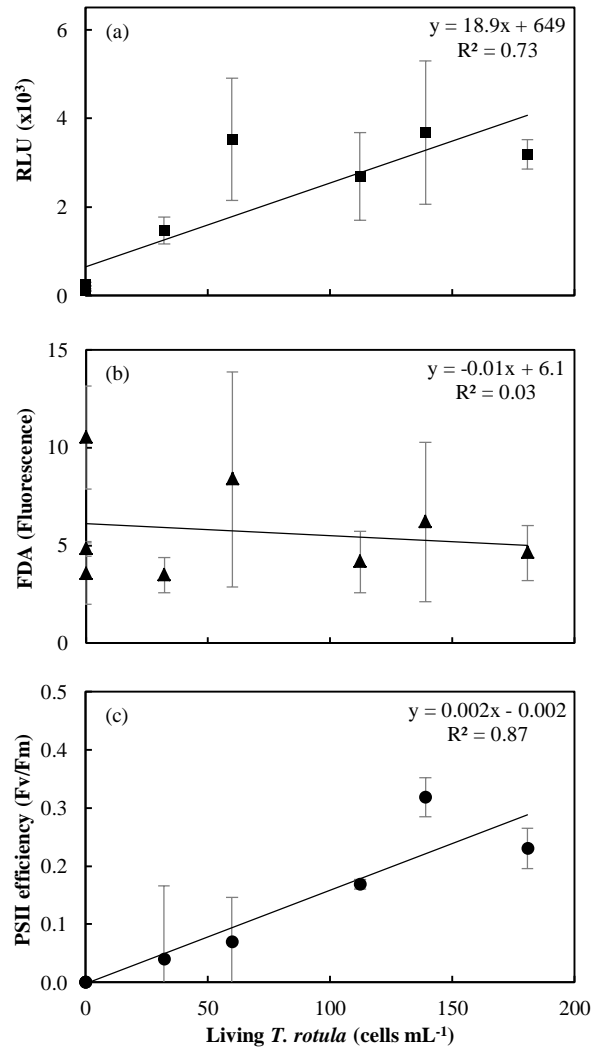 (a)
y = 18.9x + 649
R² = 0.73
RLU (x10³)
6
4
2
0
(b)
y = -0.01x + 6.1
R² = 0.03
FDA (Fluorescence)
15
10
5
0
(c)
y = 0.002x - 0.002
R² = 0.87
PSII efficiency (Fv/Fm)
0.5
0.4
0.3
0.2
0.1
0.0
0 50 100 150 200
Living T. rotula (cells mL⁻¹)